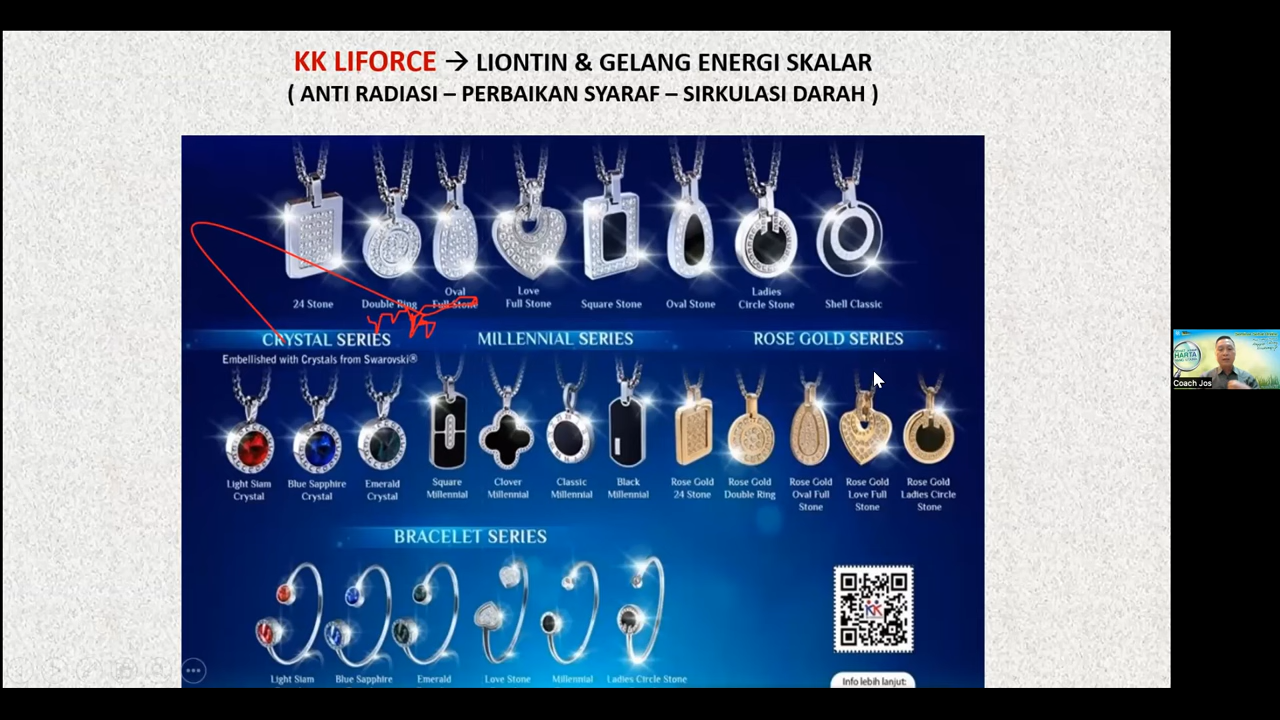 KK LIFORCE → LIONTIN & GELANG ENERGI SKALAR
( ANTI RADIASI – PERBAIKAN SYARAF – SIRKULASI DARAH )
24 Stone
Double Ring
Oval
Full Stone
Love
Full Stone
Square Stone
Oval Stone
Ladies
Circle Stone
Shell Classic
CRYSTAL SERIES
Embellished with Crystals from Swarovski®
MILLENNIAL SERIES
ROSE GOLD SERIES
Light Siam
Crystal
Blue Sapphire
Crystal
Emerald
Crystal
Square
Millennial
Clover
Millennial
Classic
Millennial
Black
Millennial
Rose Gold
24 Stone
Rose Gold
Double Ring
Rose Gold
Oval Full
Stone
Rose Gold
Love Full
Stone
Rose Gold
Ladies Circle
Stone
BRACELET SERIES
Light Siam
Blue Sapphire
Emerald
Love Stone
Millennial
Ladies Circle Stone
KK
Info lebih lanjut:
HARTA
Coach Jos